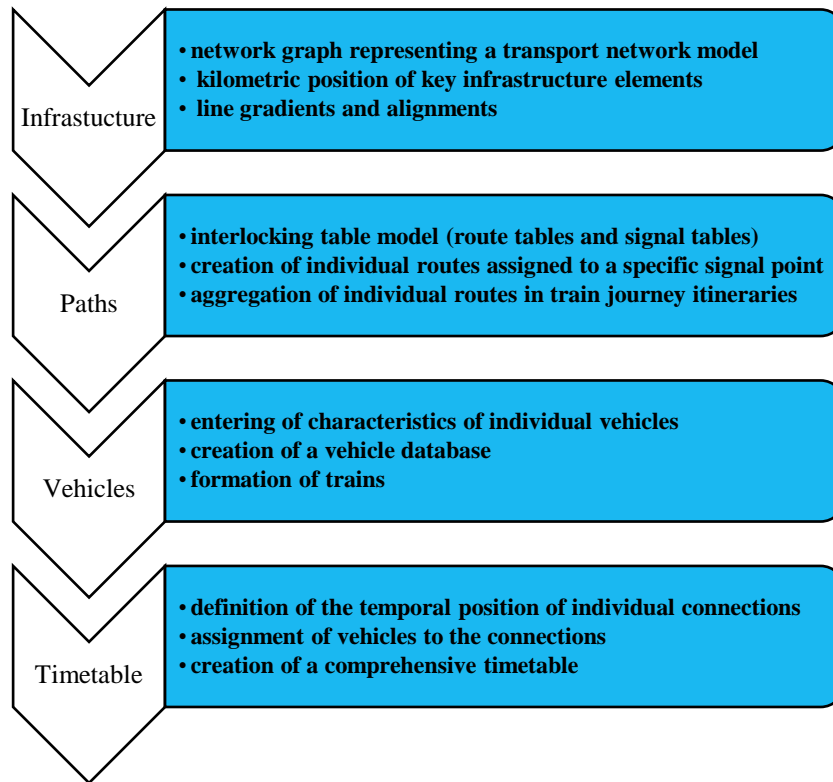 Infrastucture
• network graph representing a transport network model
• kilometric position of key infrastructure elements
• line gradients and alignments
Paths
• interlocking table model (route tables and signal tables)
• creation of individual routes assigned to a specific signal point
• aggregation of individual routes in train journey itineraries
Vehicles
• entering of characteristics of individual vehicles
• creation of a vehicle database
• formation of trains
Timetable
• definition of the temporal position of individual connections
• assignment of vehicles to the connections
• creation of a comprehensive timetable